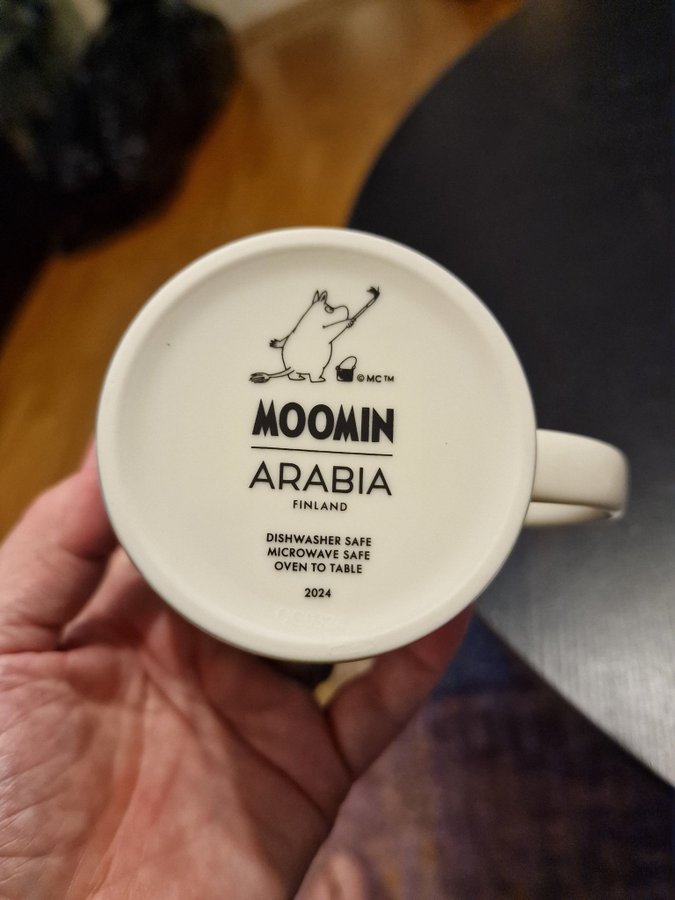 © MC™
MOOMIN
ARABIA
FINLAND
DISHWASHER SAFE
MICROWAVE SAFE
OVEN TO TABLE
2024